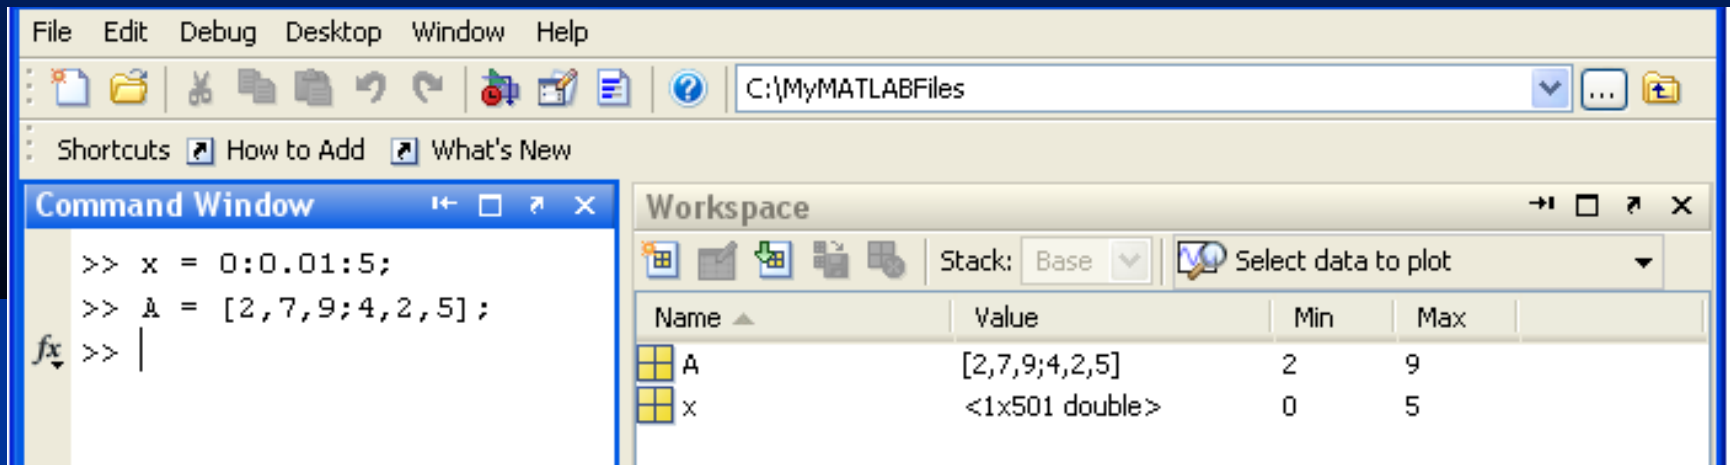 File Edit Debug Desktop Window Help
C:\MyMATLABFiles ...
Shortcuts How to Add What's New
Command Window
>> x = 0:0.01:5;
>> A = [2,7,9;4,2,5];
fx >>
Workspace
Stack: Base Select data to plot
Name Value Min Max
A [2,7,9;4,2,5] 2 9
x <1x501 double> 0 5